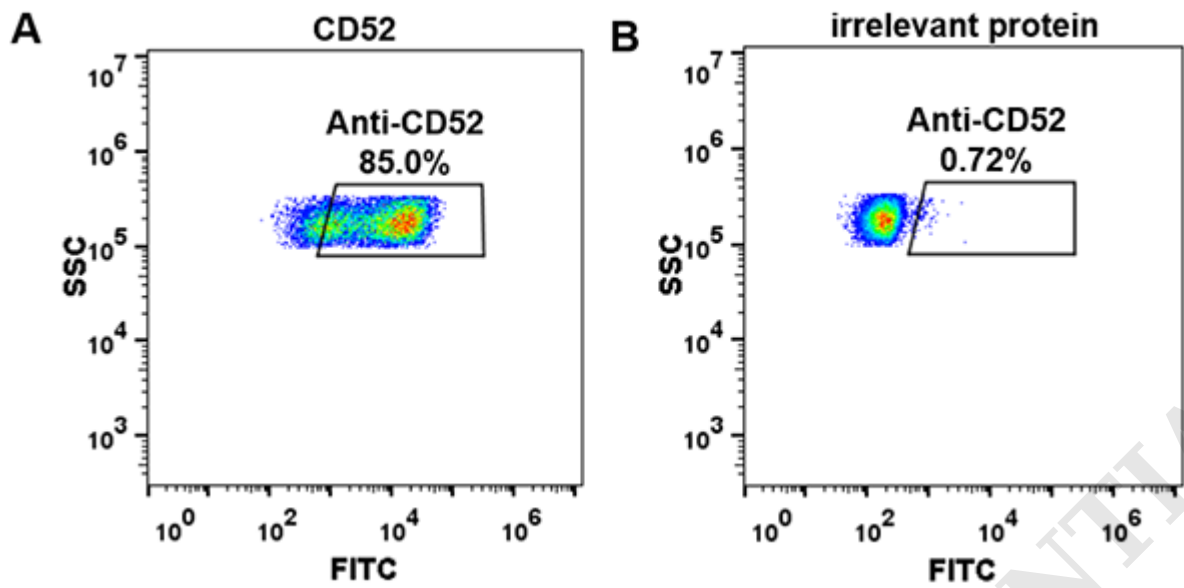 A
CD52
10^7
10^6
10^5
10^4
10^3
SSC
Anti-CD52
85.0%
10^0 10^2 10^4 10^6
FITC
B
irrelevant protein
10^7
10^6
10^5
10^4
10^3
SSC
Anti-CD52
0.72%
10^0 10^2 10^4 10^6
FITC